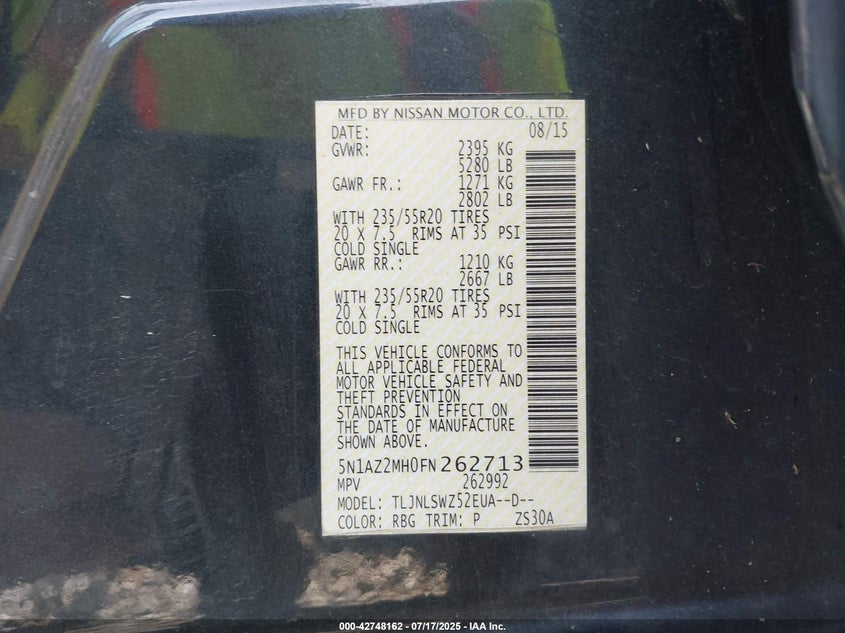 MFD BY NISSAN MOTOR CO., LTD.
DATE: 08/15
GVWR: 2395 KG
5280 LB
GAWR FR.: 1271 KG
2802 LB
WITH 235/55R20 TIRES
20 X 7.5 RIMS AT 35 PSI
COLD SINGLE
GAWR RR.: 1210 KG
2667 LB
WITH 235/55R20 TIRES
20 X 7.5 RIMS AT 35 PSI
COLD SINGLE
THIS VEHICLE CONFORMS TO
ALL APPLICABLE FEDERAL
MOTOR VEHICLE SAFETY AND
THEFT PREVENTION
STANDARDS IN EFFECT ON
THE DATE OF MANUFACTURE
SHOWN ABOVE.
5N1AZ2MH0FN262713
MPV 262992
MODEL: TLJNLSWZ52EUA--D--
COLOR: RBG TRIM: P ZS30A
000-42748162 - 07/17/2025 - IAA Inc.